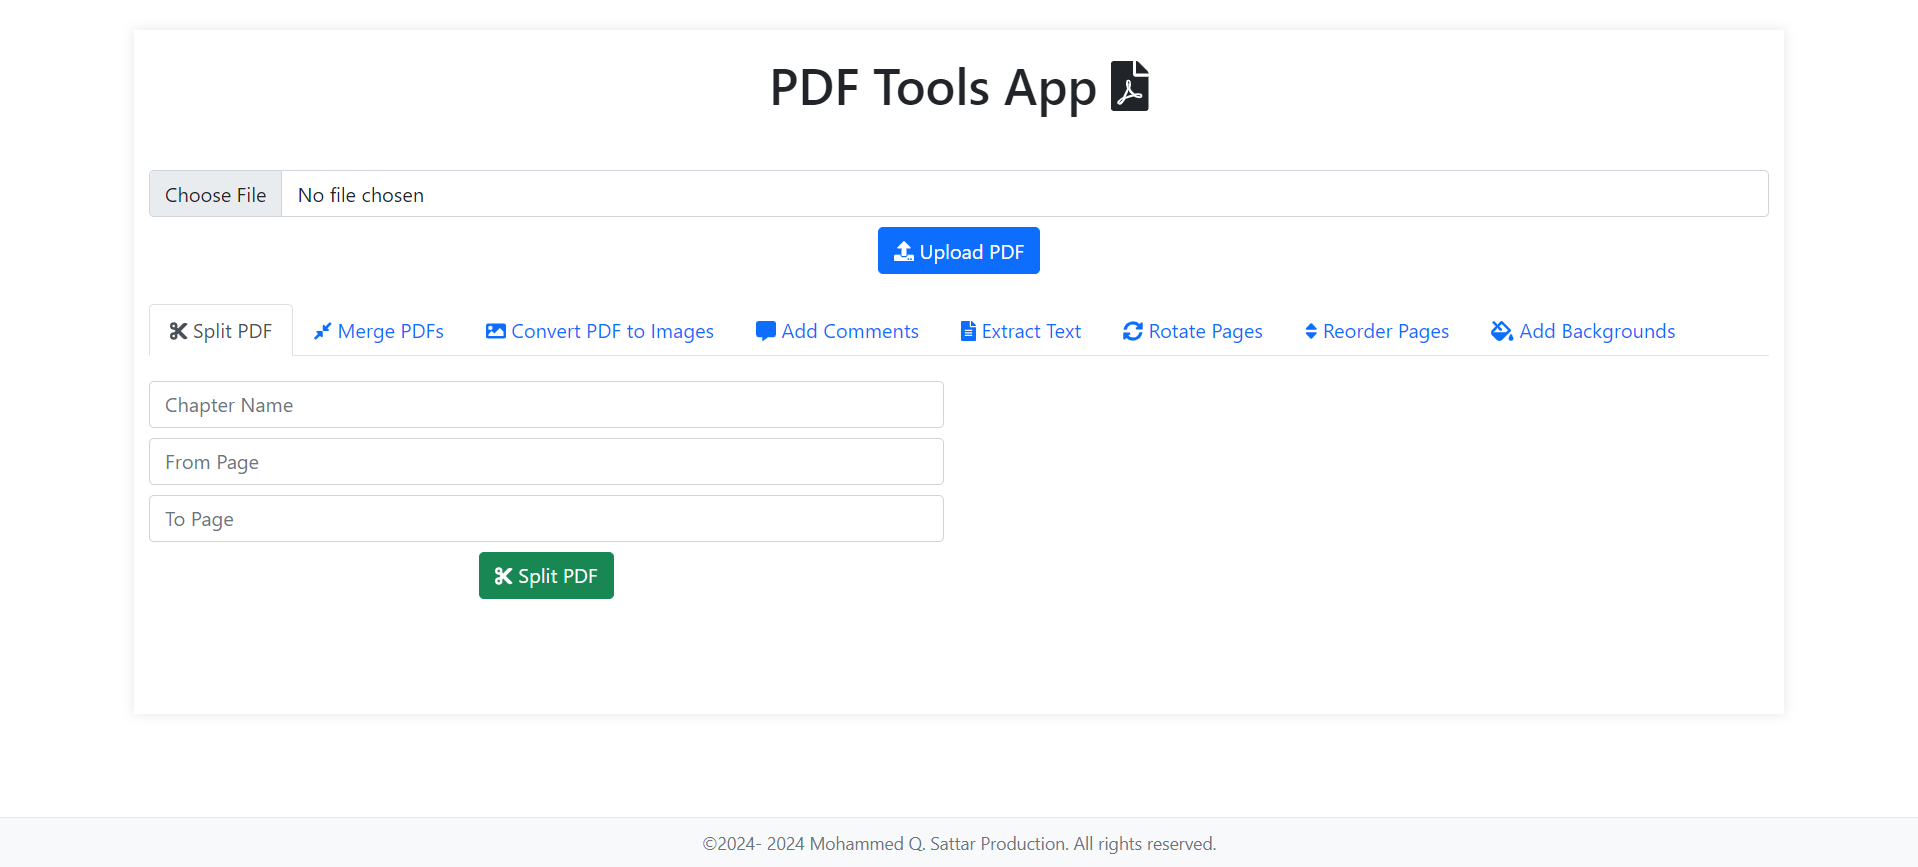 PDF Tools App
Choose File No file chosen
Upload PDF
Split PDF Merge PDFs Convert PDF to Images Add Comments Extract Text Rotate Pages Reorder Pages Add Backgrounds
Chapter Name
From Page
To Page
Split PDF
©2024- 2024 Mohammed Q. Sattar Production. All rights reserved.